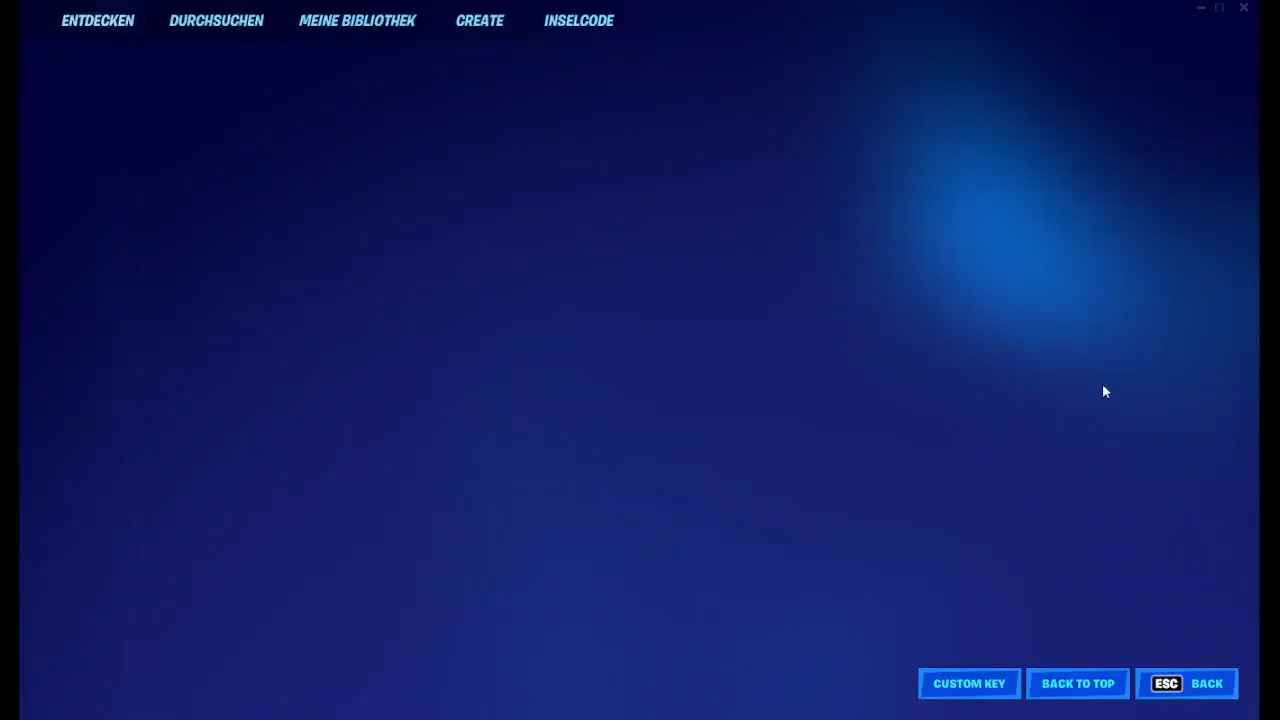 ENTDECKEN DURCHSUCHEN MEINE BIBLIOTHEK CREATE INSELCODE
CUSTOM KEY BACK TO TOP ESC BACK